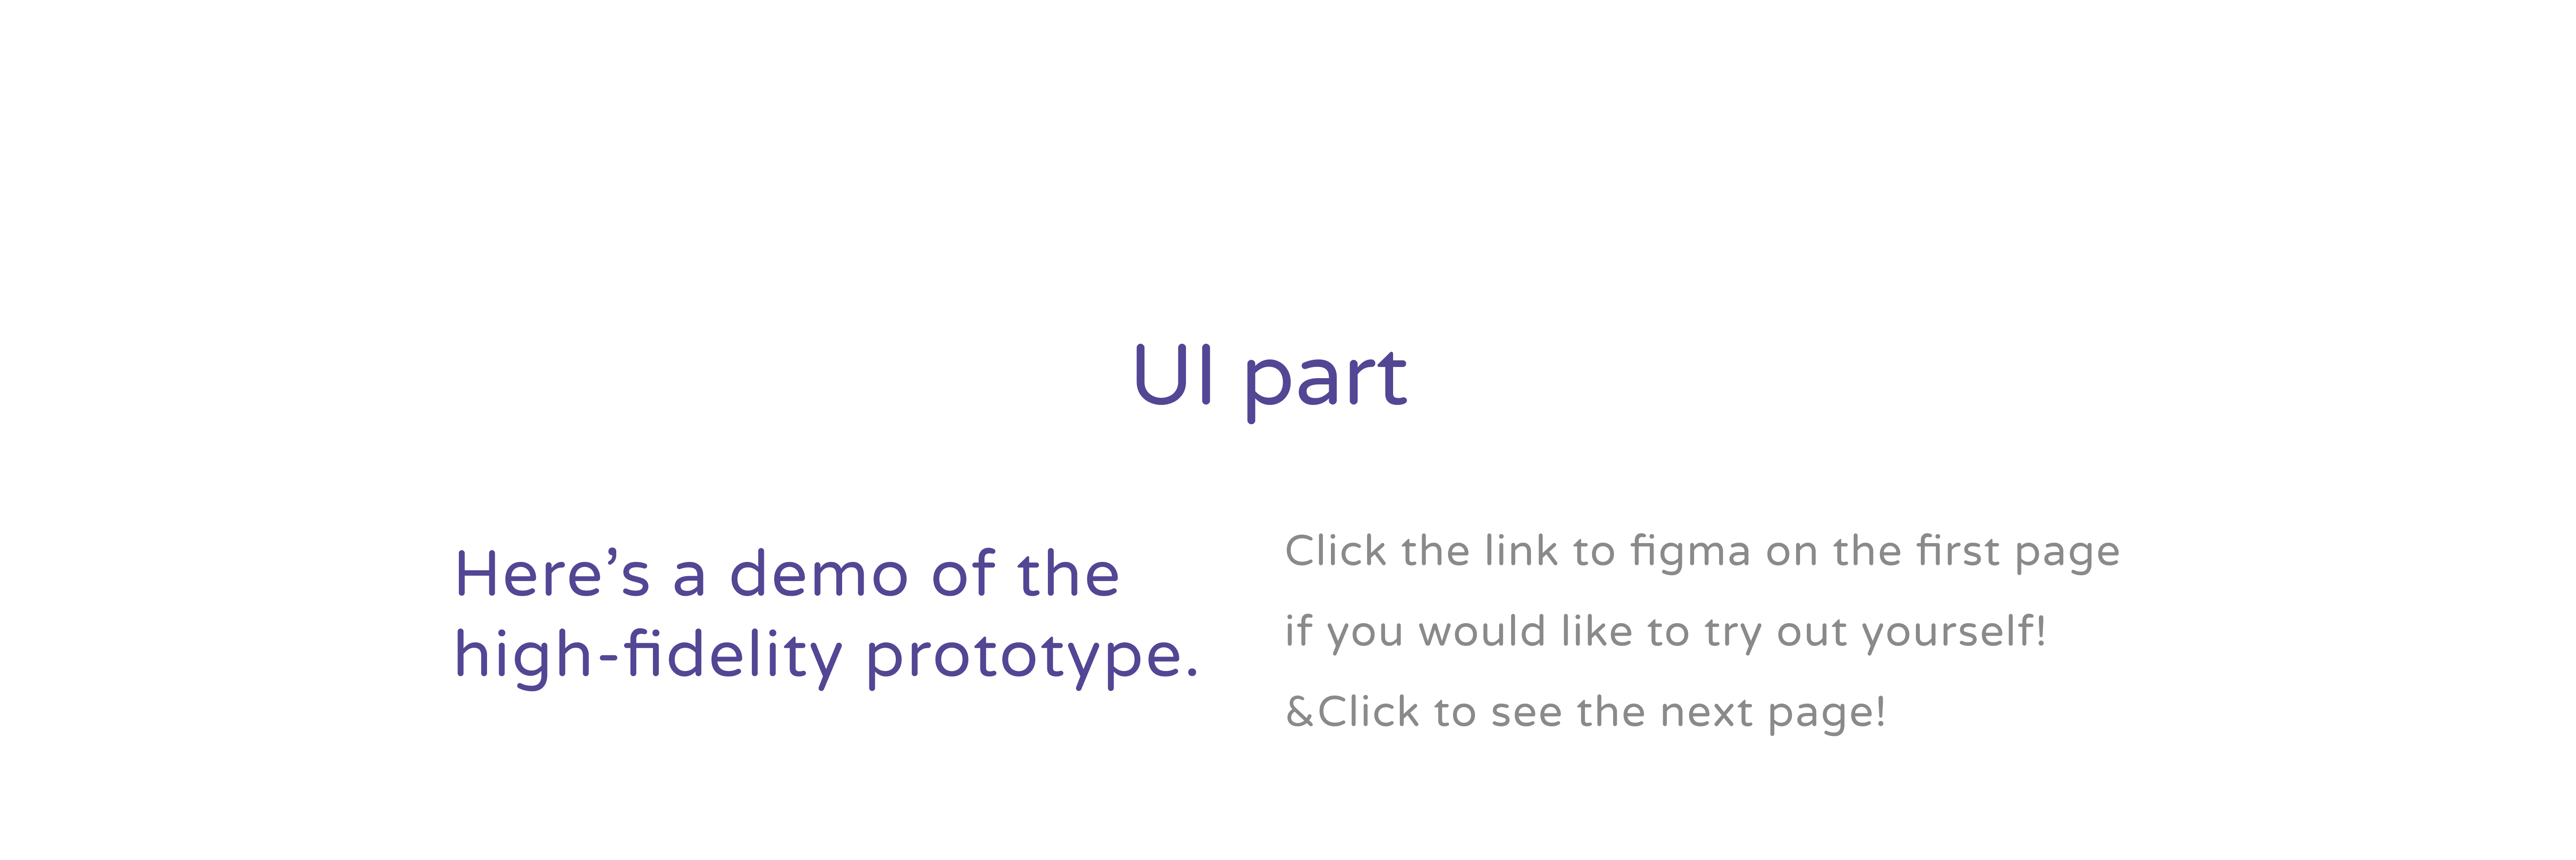 UI part
Here’s a demo of the
high-fidelity prototype.
Click the link to figma on the first page
if you would like to try out yourself!
&Click to see the next page!